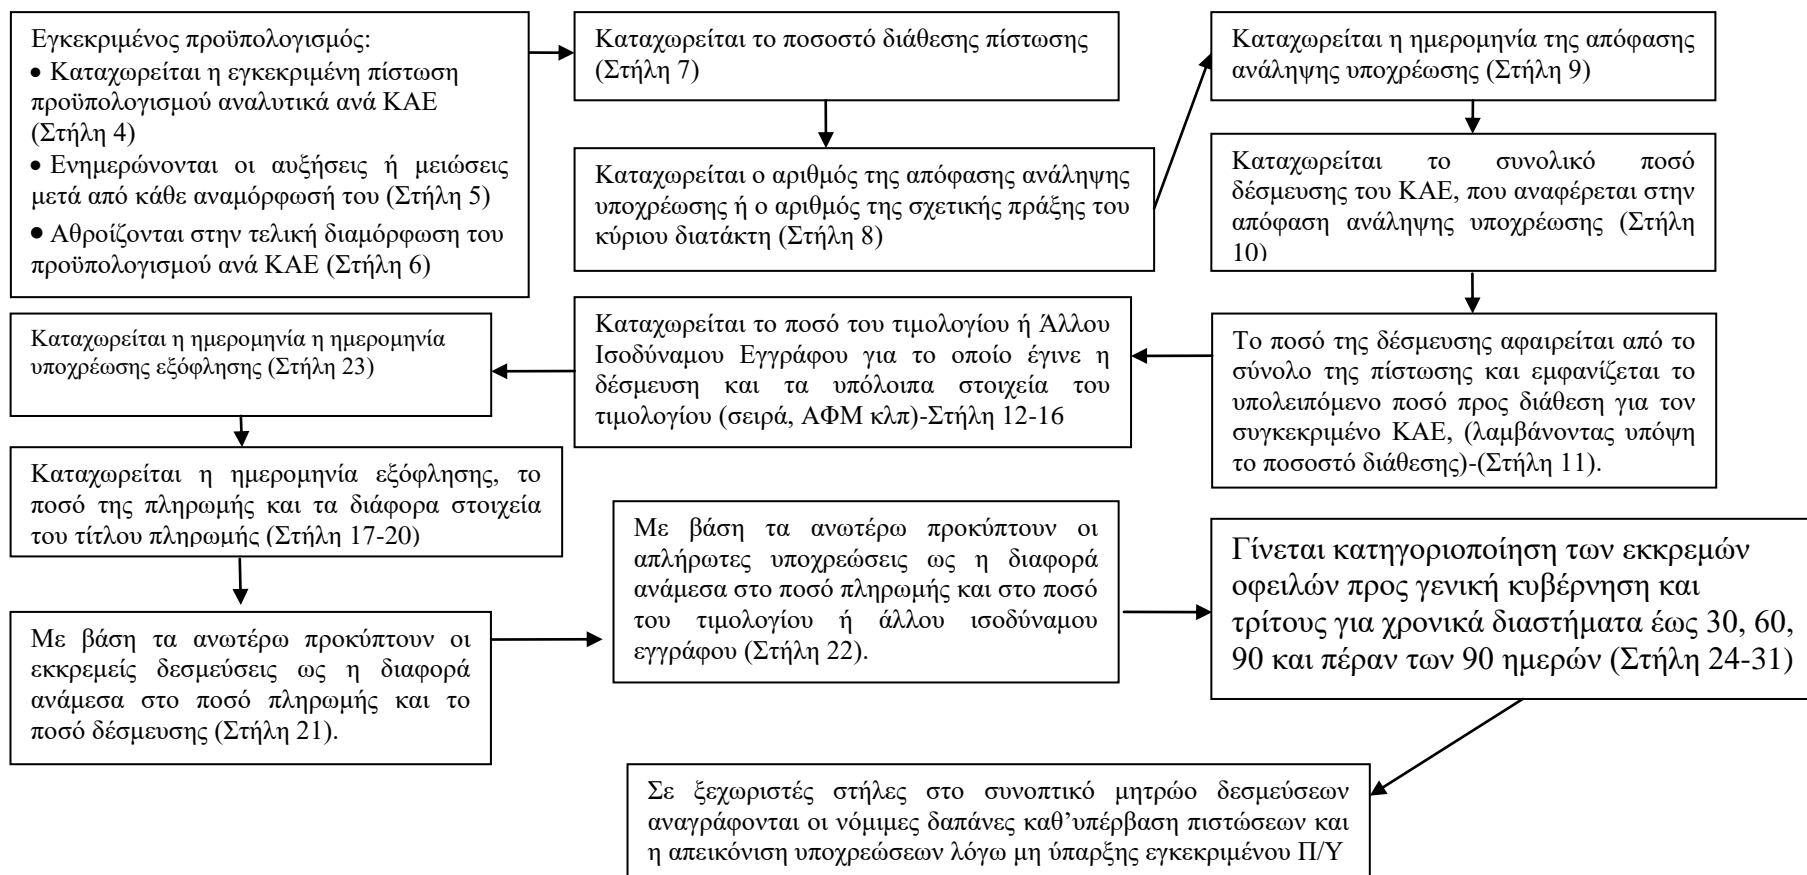 Εγκεκριμένος προϋπολογισμός:
• Καταχωρείται η εγκεκριμένη πίστωση
προϋπολογισμού αναλυτικά ανά ΚΑΕ
(Στήλη 4)
• Ενημερώνονται οι αυξήσεις ή μειώσεις
μετά από κάθε αναμόρφωσή του (Στήλη 5)
• Αθροίζονται στην τελική διαμόρφωση του
προϋπολογισμού ανά ΚΑΕ (Στήλη 6)
Καταχωρείται το ποσοστό διάθεσης πίστωσης
(Στήλη 7)
Καταχωρείται ο αριθμός της απόφασης ανάληψης
υποχρέωσης ή ο αριθμός της σχετικής πράξης του
κύριου διατάκτη (Στήλη 8)
Καταχωρείται η ημερομηνία της απόφασης
ανάληψης υποχρέωσης (Στήλη 9)
Καταχωρείται το συνολικό ποσό
δέσμευσης του ΚΑΕ, που αναφέρεται στην
απόφαση ανάληψης υποχρέωσης (Στήλη
10)
Το ποσό της δέσμευσης αφαιρείται από το
σύνολο της πίστωσης και εμφανίζεται το
υπολειπόμενο ποσό προς διάθεση για τον
συγκεκριμένο ΚΑΕ, (λαμβάνοντας υπόψη
το ποσοστό διάθεσης)-(Στήλη 11).
Καταχωρείται το ποσό του τιμολογίου ή Άλλου
Ισοδύναμου Εγγράφου για το οποίο έγινε η
δέσμευση και τα υπόλοιπα στοιχεία του
τιμολογίου (σειρά, ΑΦΜ κλπ)-Στήλη 12-16
Καταχωρείται η ημερομηνία η ημερομηνία
υποχρέωσης εξόφλησης (Στήλη 23)
Καταχωρείται η ημερομηνία εξόφλησης, το
ποσό της πληρωμής και τα διάφορα στοιχεία
του τίτλου πληρωμής (Στήλη 17-20)
Με βάση τα ανωτέρω προκύπτουν οι
εκκρεμείς δεσμεύσεις ως η διαφορά
ανάμεσα στο ποσό πληρωμής και το
ποσό δέσμευσης (Στήλη 21).
Με βάση τα ανωτέρω προκύπτουν οι
απλήρωτες υποχρεώσεις ως η διαφορά
ανάμεσα στο ποσό πληρωμής και στο ποσό
του τιμολογίου ή άλλου ισοδύναμου
εγγράφου (Στήλη 22).
Γίνεται κατηγοριοποίηση των εκκρεμών
οφειλών προς γενική κυβέρνηση και
τρίτους για χρονικά διαστήματα έως 30, 60,
90 και πέραν των 90 ημερών (Στήλη 24-31)
Σε ξεχωριστές στήλες στο συνοπτικό μητρώο δεσμεύσεων
αναγράφονται οι νόμιμες δαπάνες καθ’υπέρβαση πιστώσεων και
η απεικόνιση υποχρεώσεων λόγω μη ύπαρξης εγκεκριμένου Π/Υ